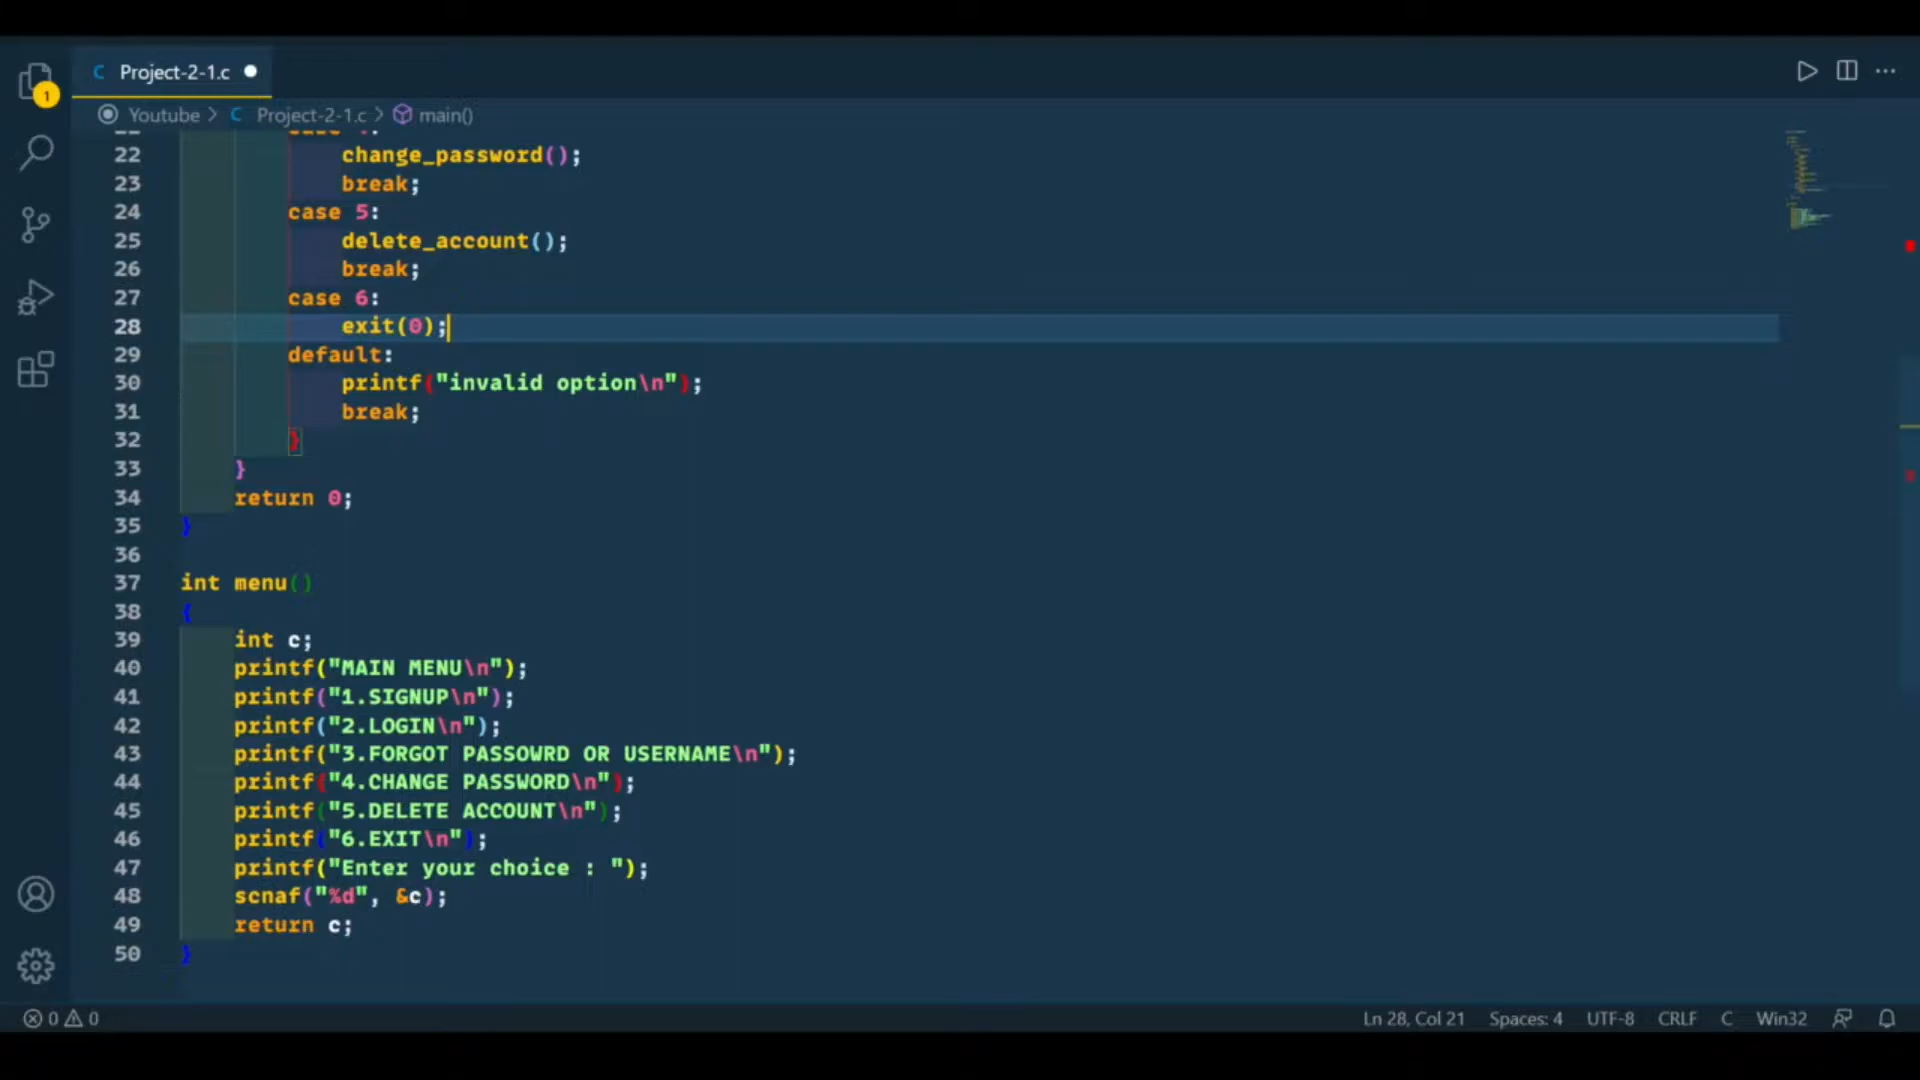 Project-2-1.c
Youtube > C Project-2-1.c > main()
22 change_password();
23 break;
24 case 5:
25 delete_account();
26 break;
27 case 6:
28 exit(0);
29 default:
30 printf("invalid option\n");
31 break;
32 }
33 }
34 return 0;
35 }
36
37 int menu()
38 {
39 int c;
40 printf("MAIN MENU\n");
41 printf("1.SIGNUP\n");
42 printf("2.LOGIN\n");
43 printf("3.FORGOT PASSOWRD OR USERNAME\n");
44 printf("4.CHANGE PASSWORD\n");
45 printf("5.DELETE ACCOUNT\n");
46 printf("6.EXIT\n");
47 printf("Enter your choice : ");
48 scnaf("%d", &c);
49 return c;
50 }
1
C
0 0 Ln 28, Col 21 Spaces: 4 UTF-8 CRLF C Win32